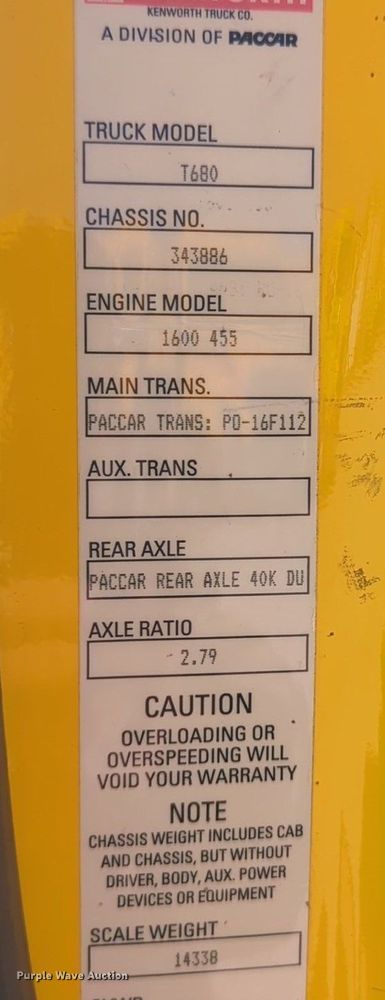 KENWORTH TRUCK CO.
A DIVISION OF PACCAR
TRUCK MODEL
T680
CHASSIS NO.
343886
ENGINE MODEL
1600 455
MAIN TRANS.
PACCAR TRANS: PO-16F112
AUX. TRANS
REAR AXLE
PACCAR REAR AXLE 40K DU
AXLE RATIO
2.79
CAUTION
OVERLOADING OR
OVERSPEEDING WILL
VOID YOUR WARRANTY
NOTE
CHASSIS WEIGHT INCLUDES CAB
AND CHASSIS, BUT WITHOUT
DRIVER, BODY, AUX. POWER
DEVICES OR EQUIPMENT
SCALE WEIGHT
14338
Purple Wave Auction